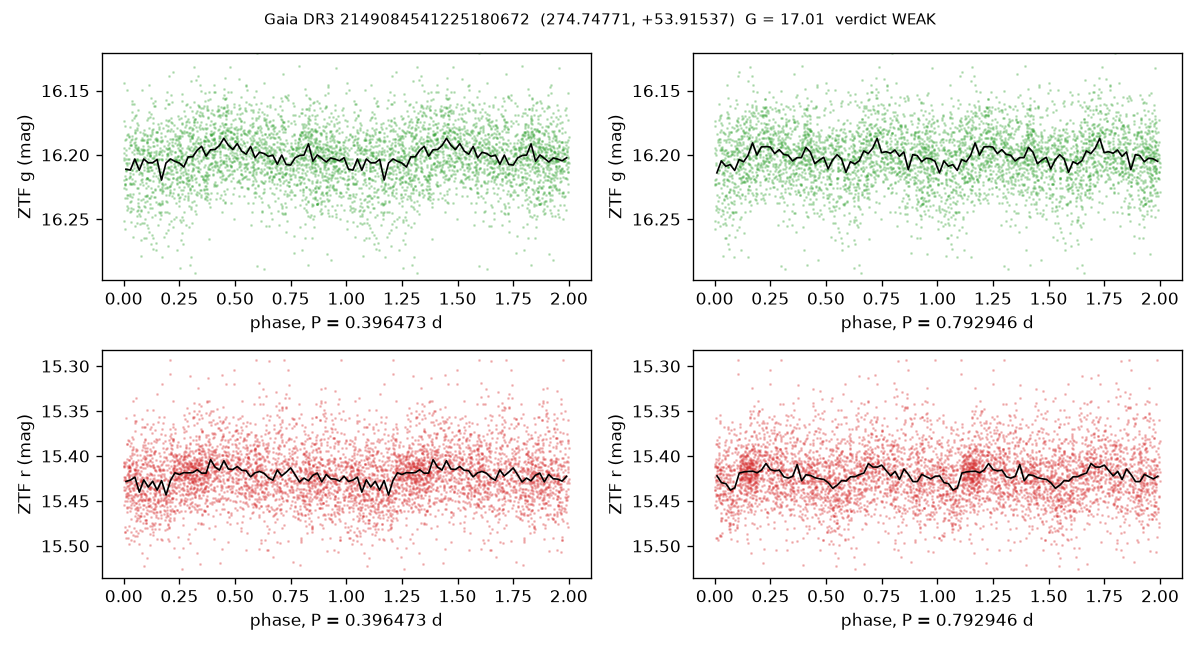 Gaia DR3 2149084541225180672 (274.74771, +53.91537) G = 17.01 verdict WEAK
ZTF g (mag)
16.15
16.20
16.25
0.00 0.25 0.50 0.75 1.00 1.25 1.50 1.75 2.00
phase, P = 0.396473 d
ZTF g (mag)
16.15
16.20
16.25
0.00 0.25 0.50 0.75 1.00 1.25 1.50 1.75 2.00
phase, P = 0.792946 d
ZTF r (mag)
15.30
15.35
15.40
15.45
15.50
0.00 0.25 0.50 0.75 1.00 1.25 1.50 1.75 2.00
phase, P = 0.396473 d
ZTF r (mag)
15.30
15.35
15.40
15.45
15.50
0.00 0.25 0.50 0.75 1.00 1.25 1.50 1.75 2.00
phase, P = 0.792946 d